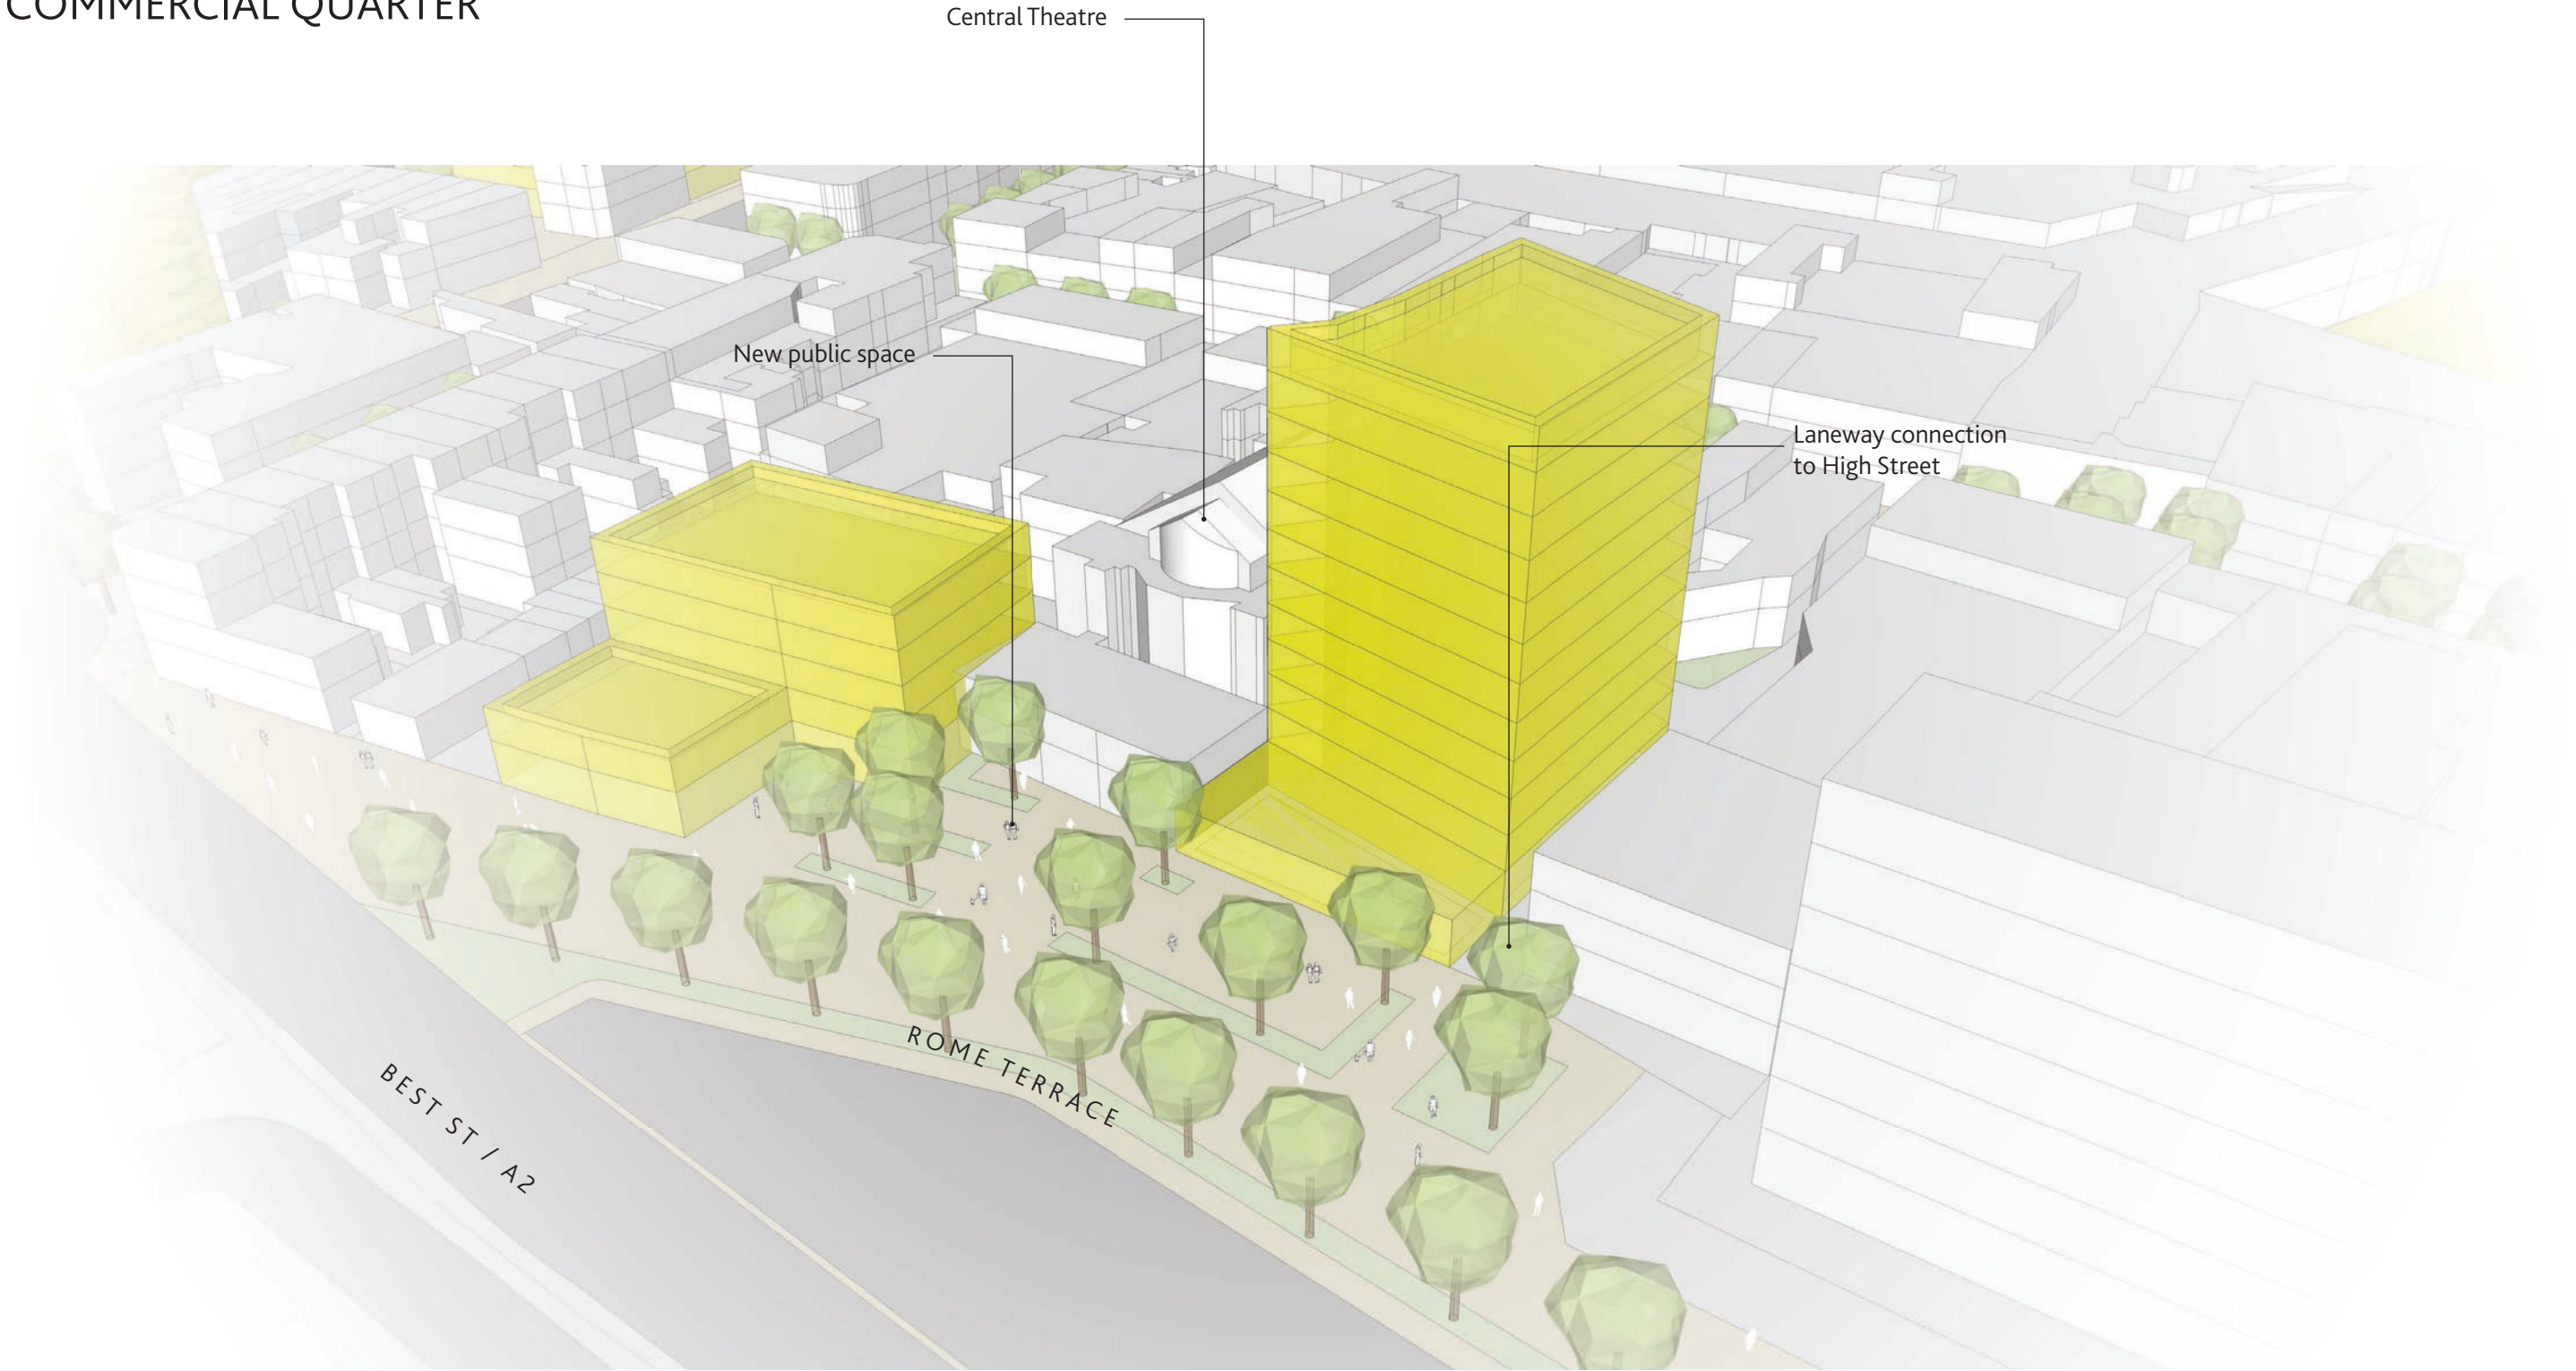 COMMERCIAL QUARTER
Central Theatre
New public space
Laneway connection
to High Street
ROME TERRACE
BEST ST / A2